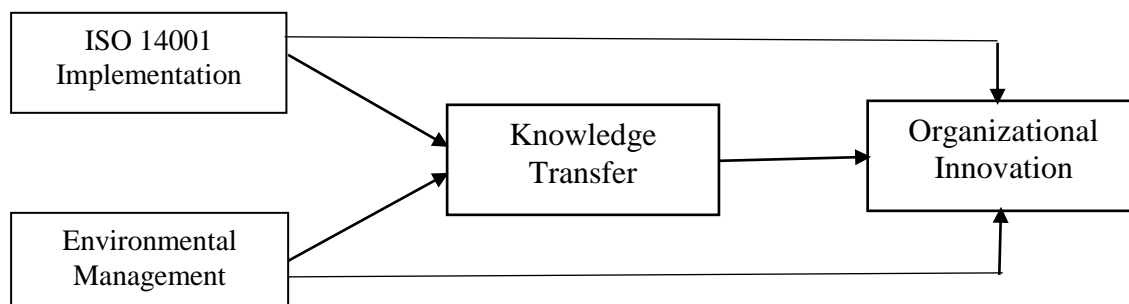 ISO 14001
Implementation
Knowledge
Transfer
Organizational
Innovation
Environmental
Management